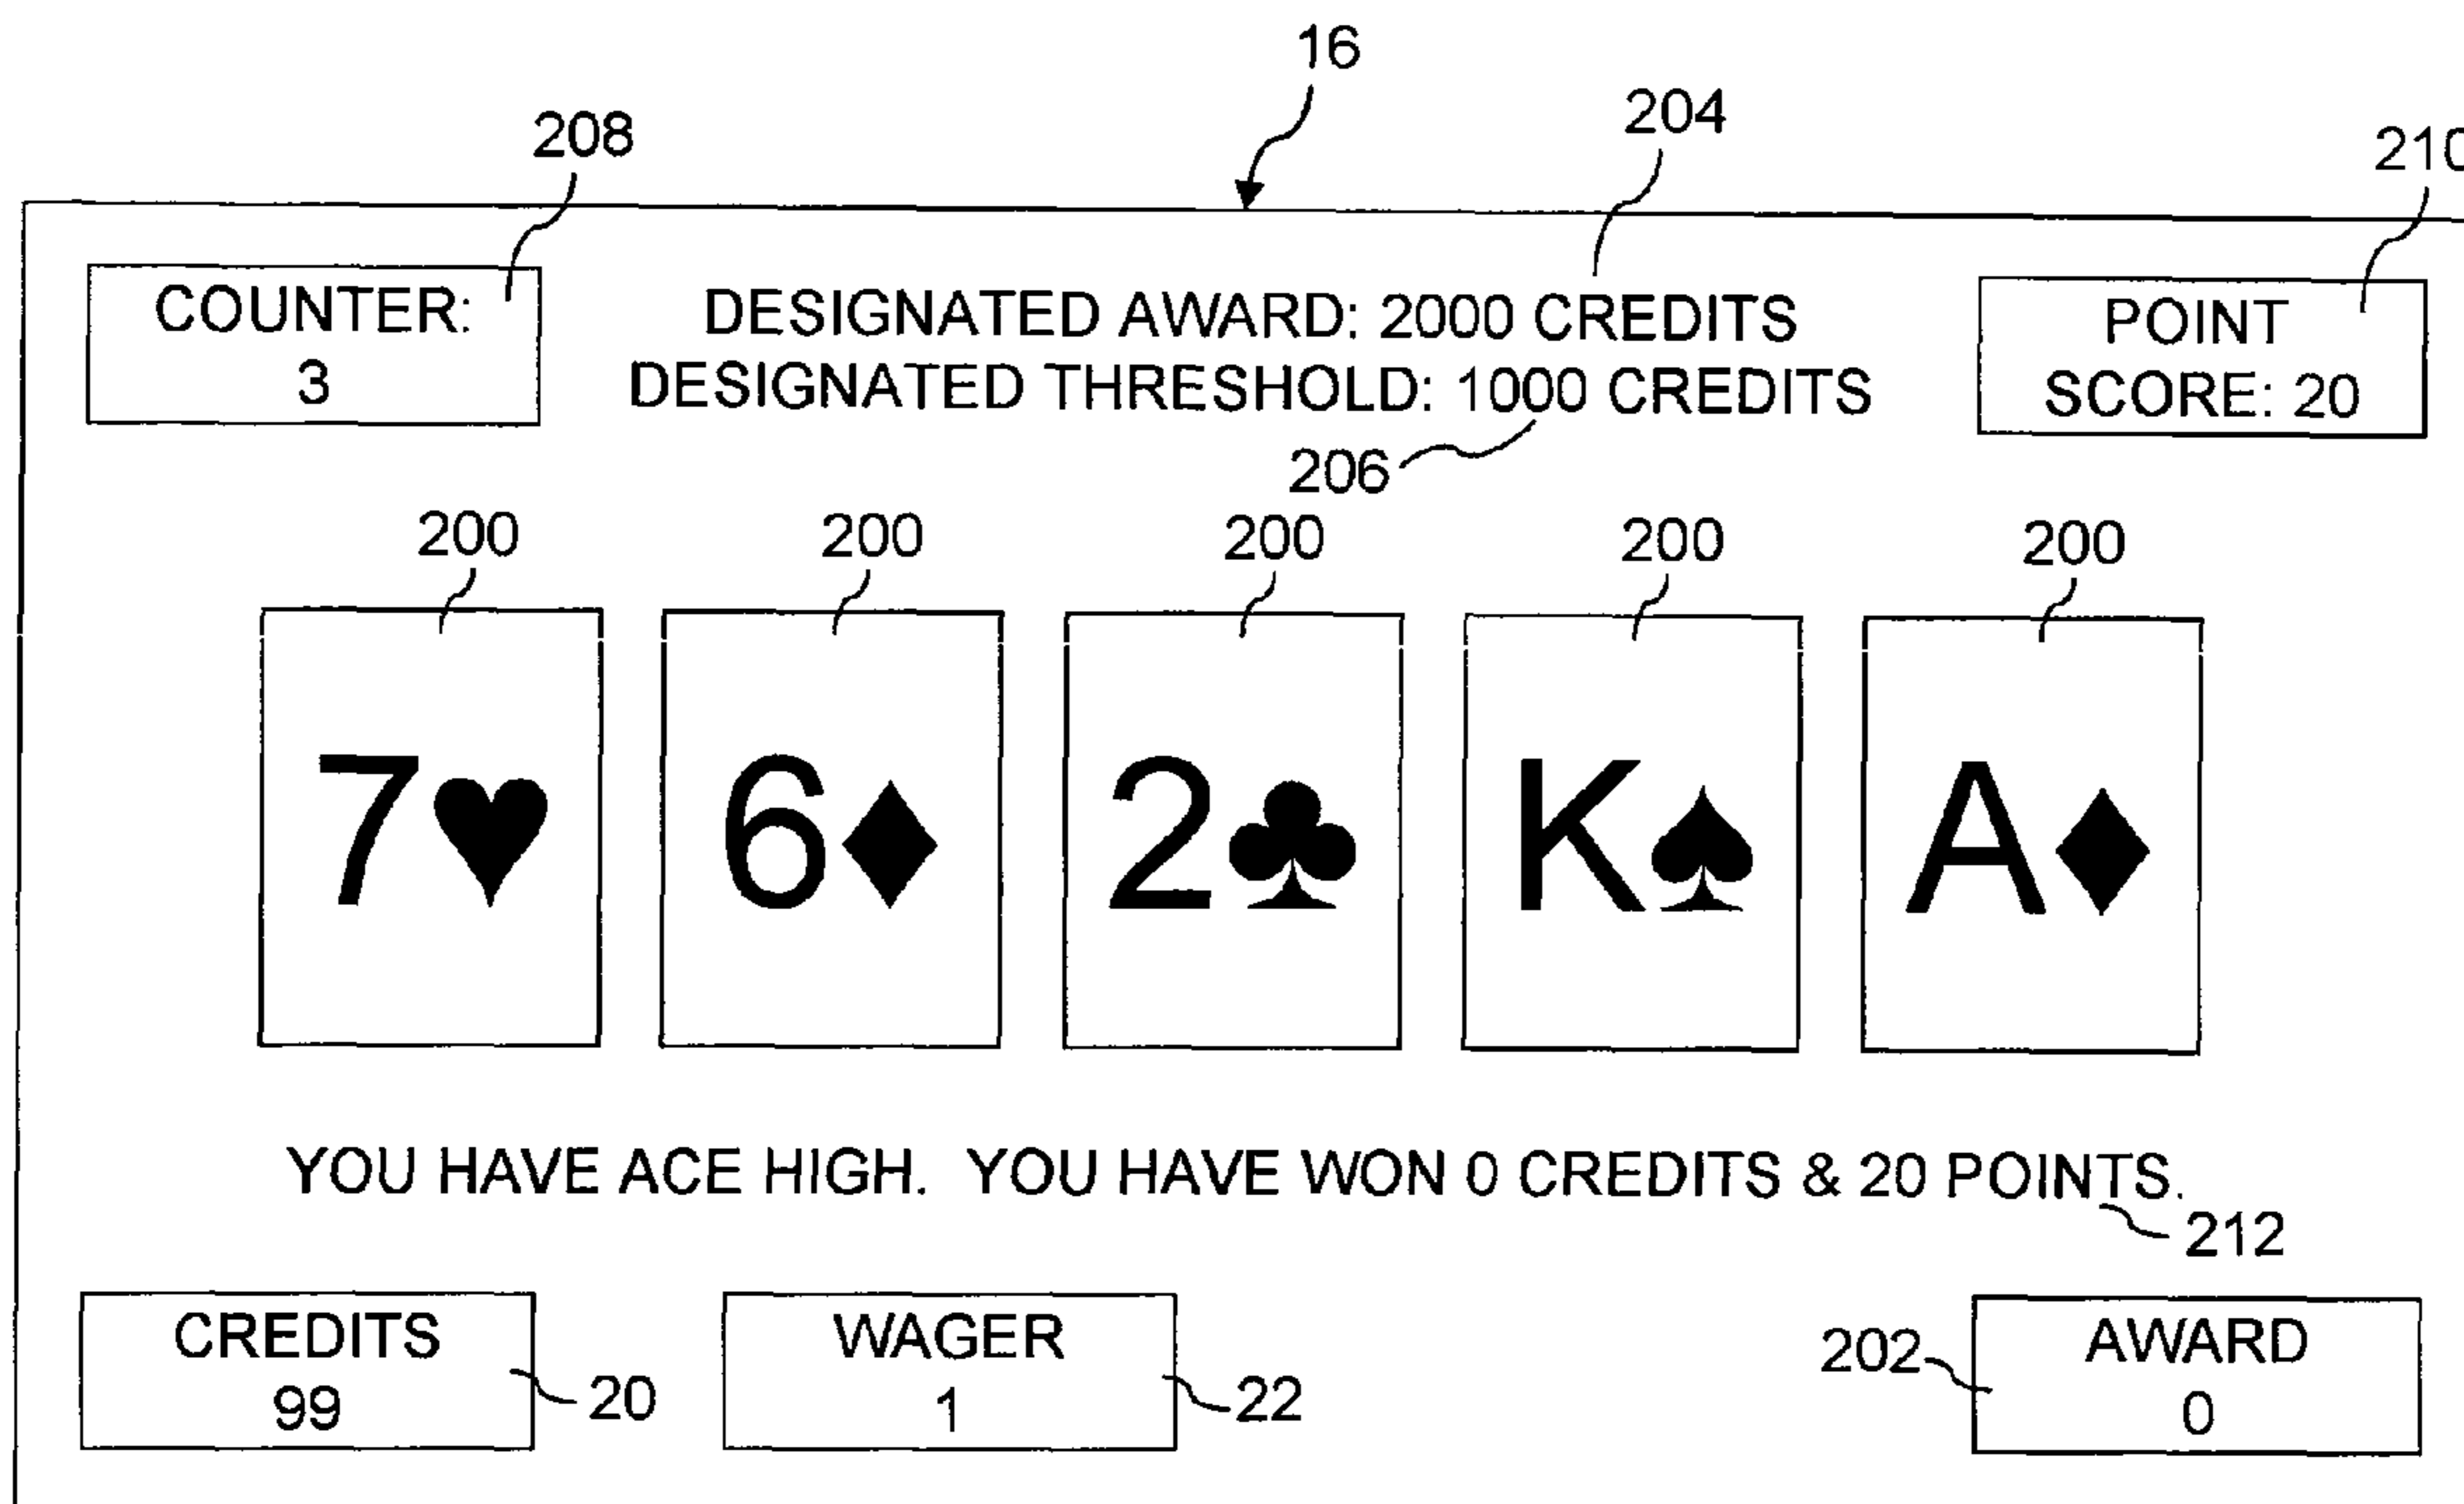 16
204
208
210
COUNTER:
3
DESIGNATED AWARD: 2000 CREDITS
DESIGNATED THRESHOLD: 1000 CREDITS
POINT
SCORE: 20
206
200 200 200 200 200
7♥ 6♦ 2♣ K♠ A♦
YOU HAVE ACE HIGH. YOU HAVE WON 0 CREDITS & 20 POINTS.
212
CREDITS
99
20
WAGER
1
22
202
AWARD
0